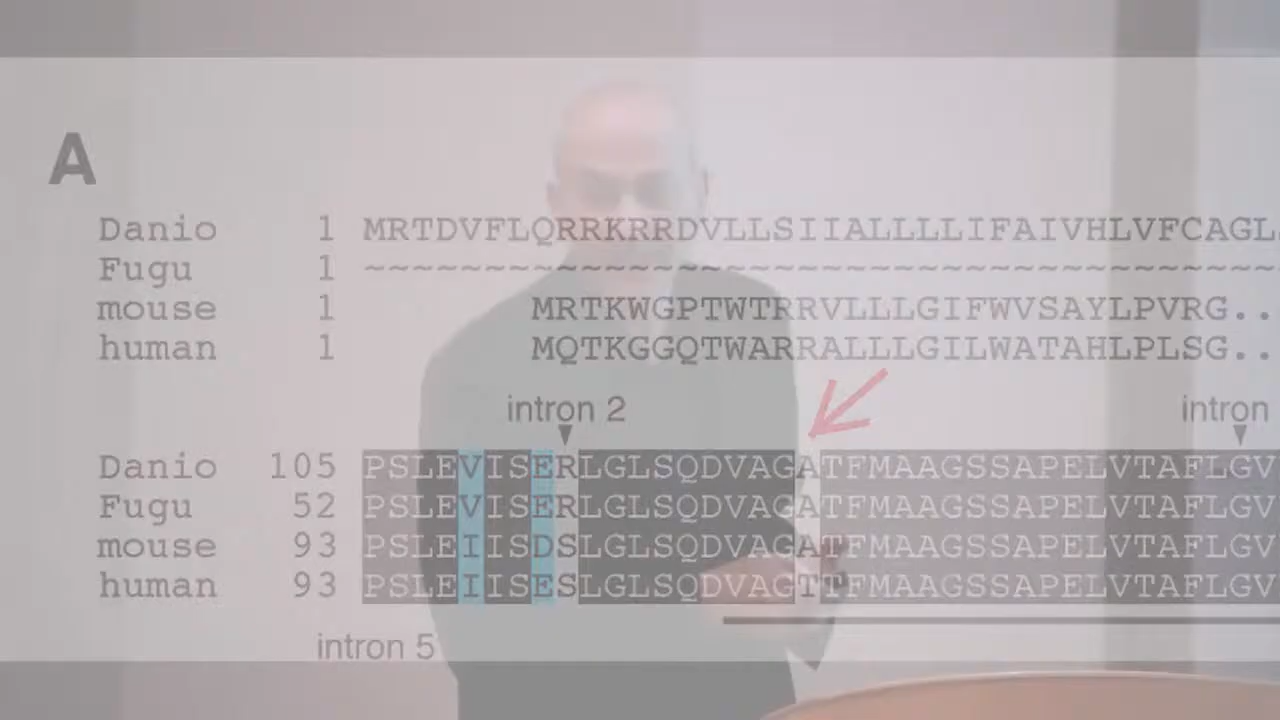 A
Danio 1 MRTDVFLQRRKRRDVLLSIIALLLLIFAIVHLVFCAGL
Fugu 1 ~~~~~~~~~~~~~~~~~~~~~~~~~~~~~~~~~~~~~~
mouse 1 MRTKWGPTWTRRVLLLGIFWVSAYLPVRG..
human 1 MQTKGGQTWARRALLLGILWATAHLPLSG..
intron 2 intron
Danio 105 PSLEVISERLGLSQDVAGATFMAAGSSAPELVTAFLGV
Fugu 52 PSLEVISERLGLSQDVAGATFMAAGSSAPELVTAFLGV
mouse 93 PSLEIISDSLGLSQDVAGATFMAAGSSAPELVTAFLGV
human 93 PSLEIISESLGLSQDVAGTTFMAAGSSAPELVTAFLGV
intron 5